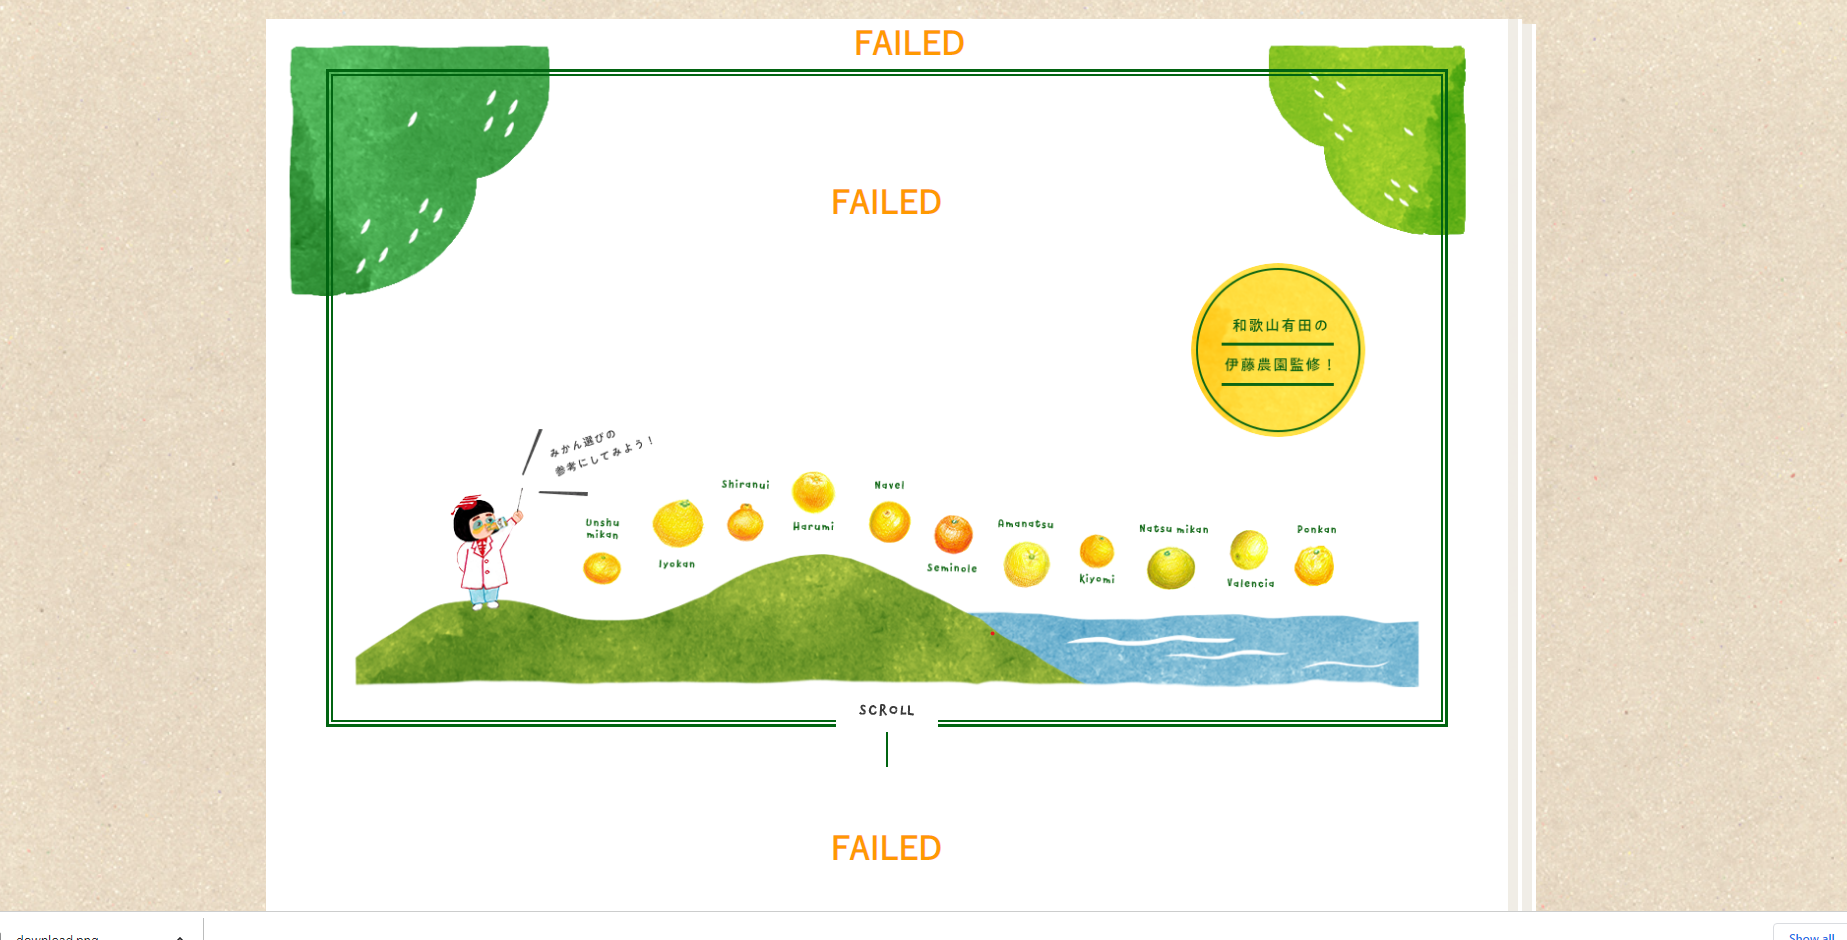 FAILED
FAILED
和歌山有田の
伊藤農園監修！
みかん選びの
参考にしてみよう！
Shiranui
Navel
Harumi
Unshu
mikan
Iyokan
Seminole
Amanatsu
Kiyomi
Natsu mikan
Valencia
Ponkan
SCROLL
FAILED
download.png
Show all